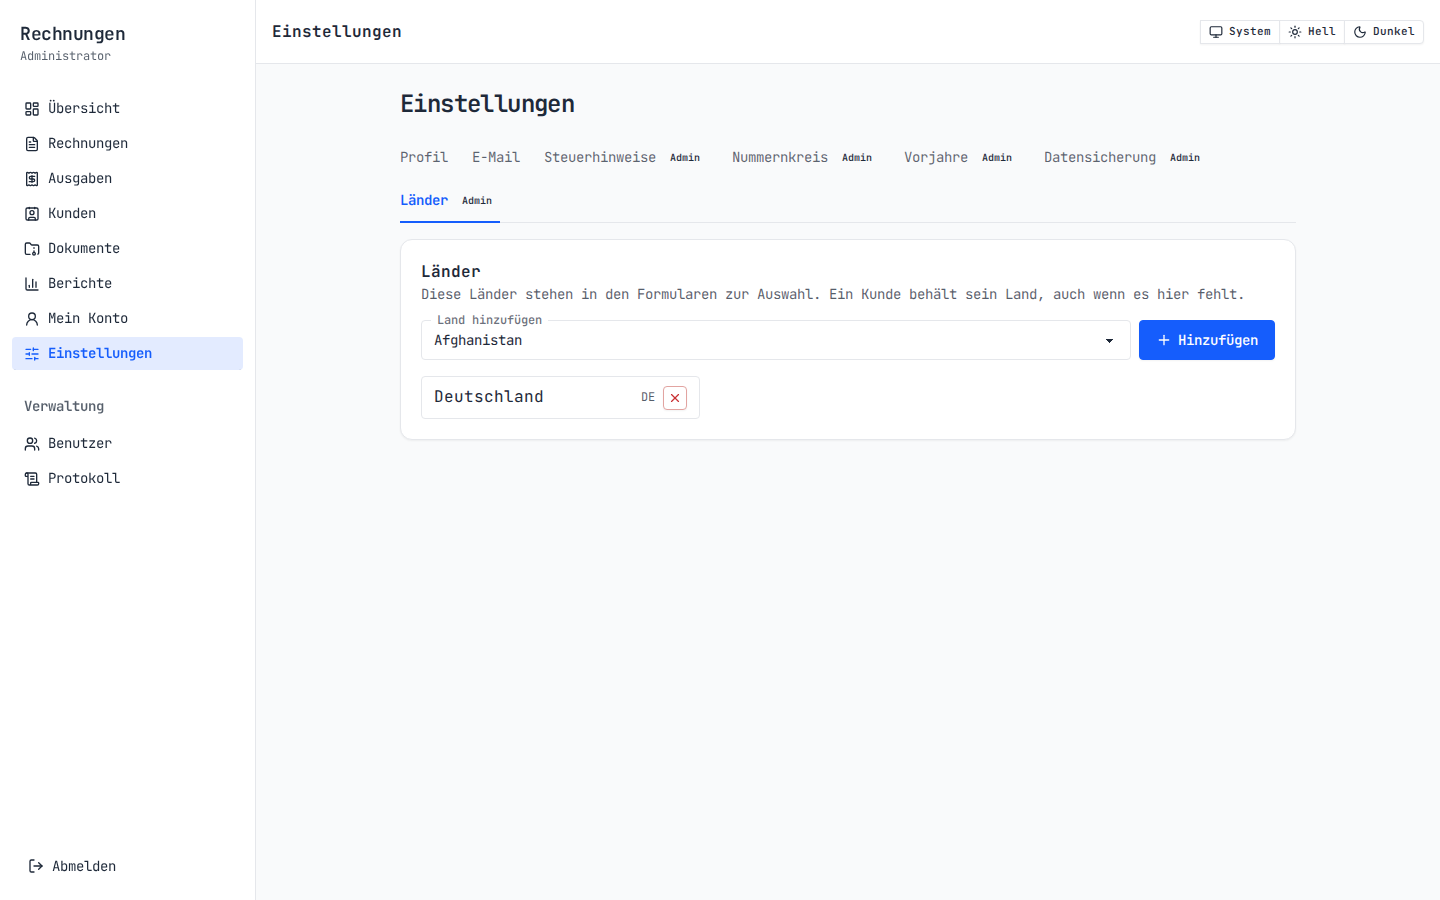 Rechnungen
Administrator
Übersicht
Rechnungen
Ausgaben
Kunden
Dokumente
Berichte
Mein Konto
Einstellungen
Verwaltung
Benutzer
Protokoll
Abmelden
Einstellungen
System Hell Dunkel
Einstellungen
Profil E-Mail Steuerhinweise Admin Nummernkreis Admin Vorjahre Admin Datensicherung Admin
Länder Admin
Länder
Diese Länder stehen in den Formularen zur Auswahl. Ein Kunde behält sein Land, auch wenn es hier fehlt.
Land hinzufügen
Afghanistan
Hinzufügen
Deutschland DE